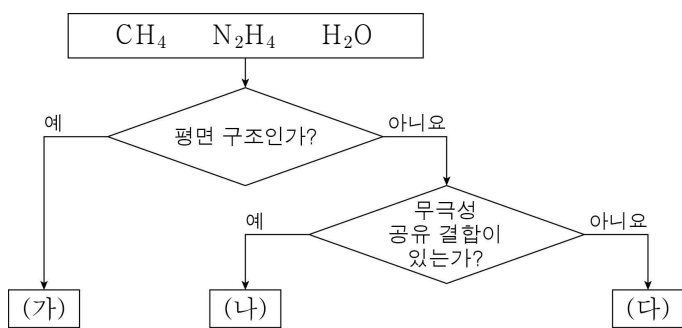 CH₄ N₂H₄ H₂O
평면 구조인가?
예
아니요
무극성
공유 결합이
있는가?
예
아니요
(가)
(나)
(다)